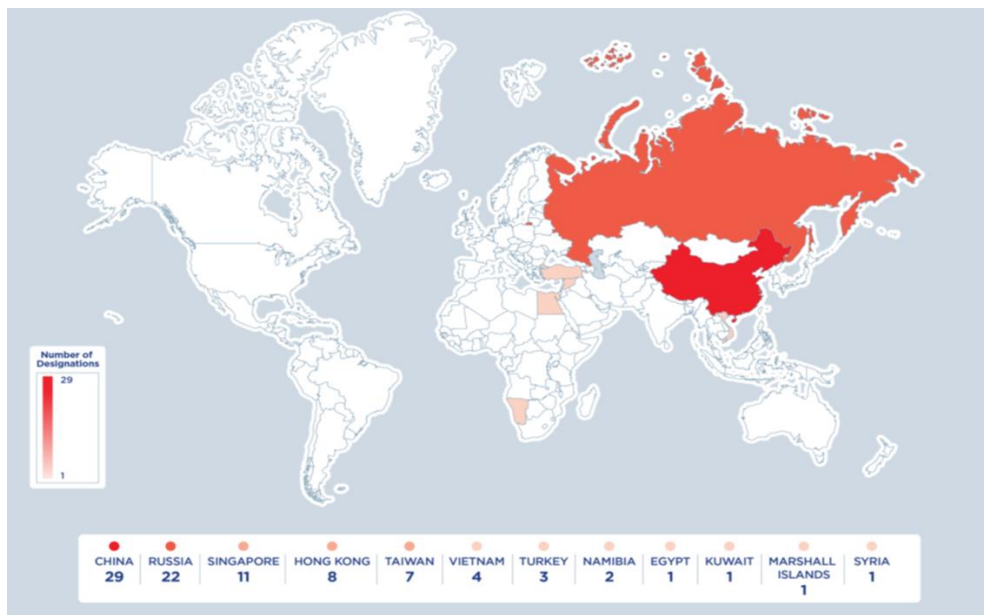 Number of
Designations
29
1
CHINA
29
RUSSIA
22
SINGAPORE
11
HONG KONG
8
TAIWAN
7
VIETNAM
4
TURKEY
3
NAMIBIA
2
EGYPT
1
KUWAIT
1
MARSHALL
ISLANDS
1
SYRIA
1